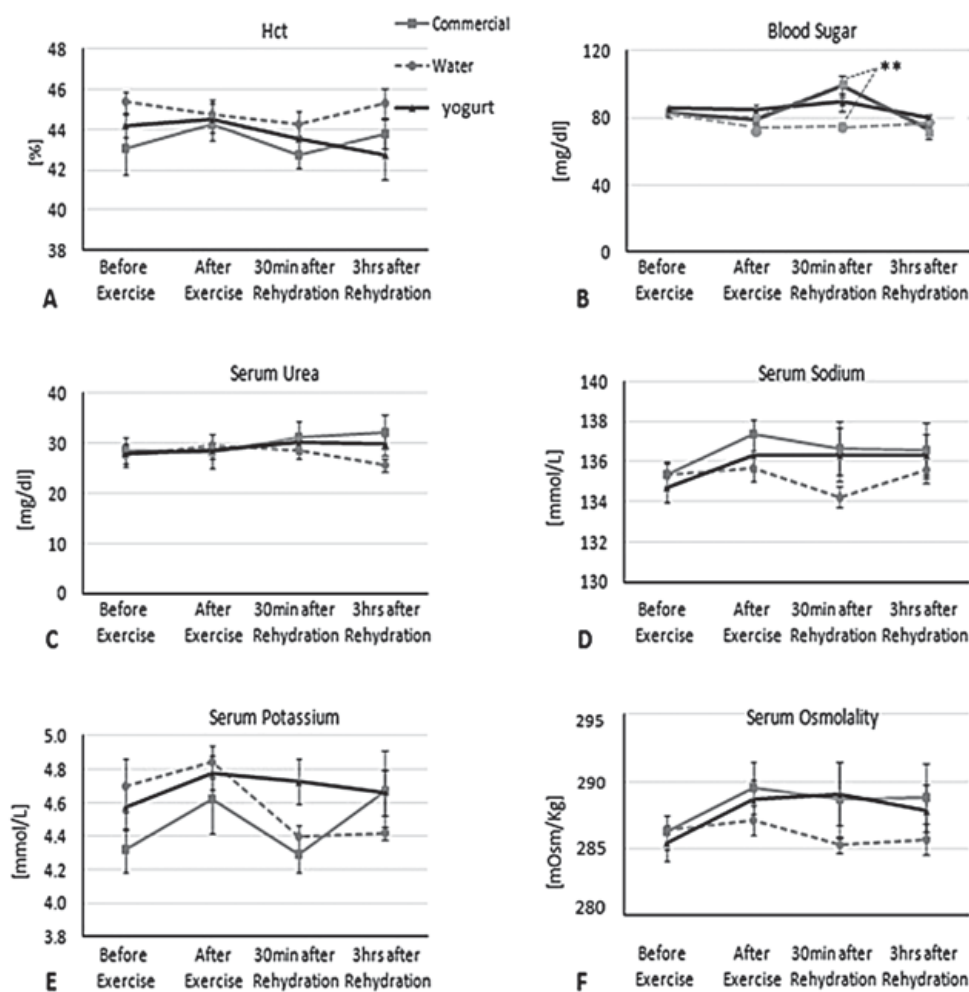 Hct
Commercial
Water
yogurt
48
46
44
42
40
38
[%]
Before Exercise
After Exercise
30min after Rehydration
3hrs after Rehydration
A
Blood Sugar
**
120
80
40
0
[mg/dl]
Before Exercise
After Exercise
30min after Rehydration
3hrs after Rehydration
B
Serum Urea
40
30
20
10
0
[mg/dl]
Before Exercise
After Exercise
30min after Rehydration
3hrs after Rehydration
C
Serum Sodium
140
138
136
134
132
130
[mmol/L]
Before Exercise
After Exercise
30min after Rehydration
3hrs after Rehydration
D
Serum Potassium
5.0
4.8
4.6
4.4
4.2
4.0
3.8
[mmol/L]
Before Exercise
After Exercise
30min after Rehydration
3hrs after Rehydration
E
Serum Osmolality
295
290
285
280
[mOsm/Kg]
Before Exercise
After Exercise
30min after Rehydration
3hrs after Rehydration
F